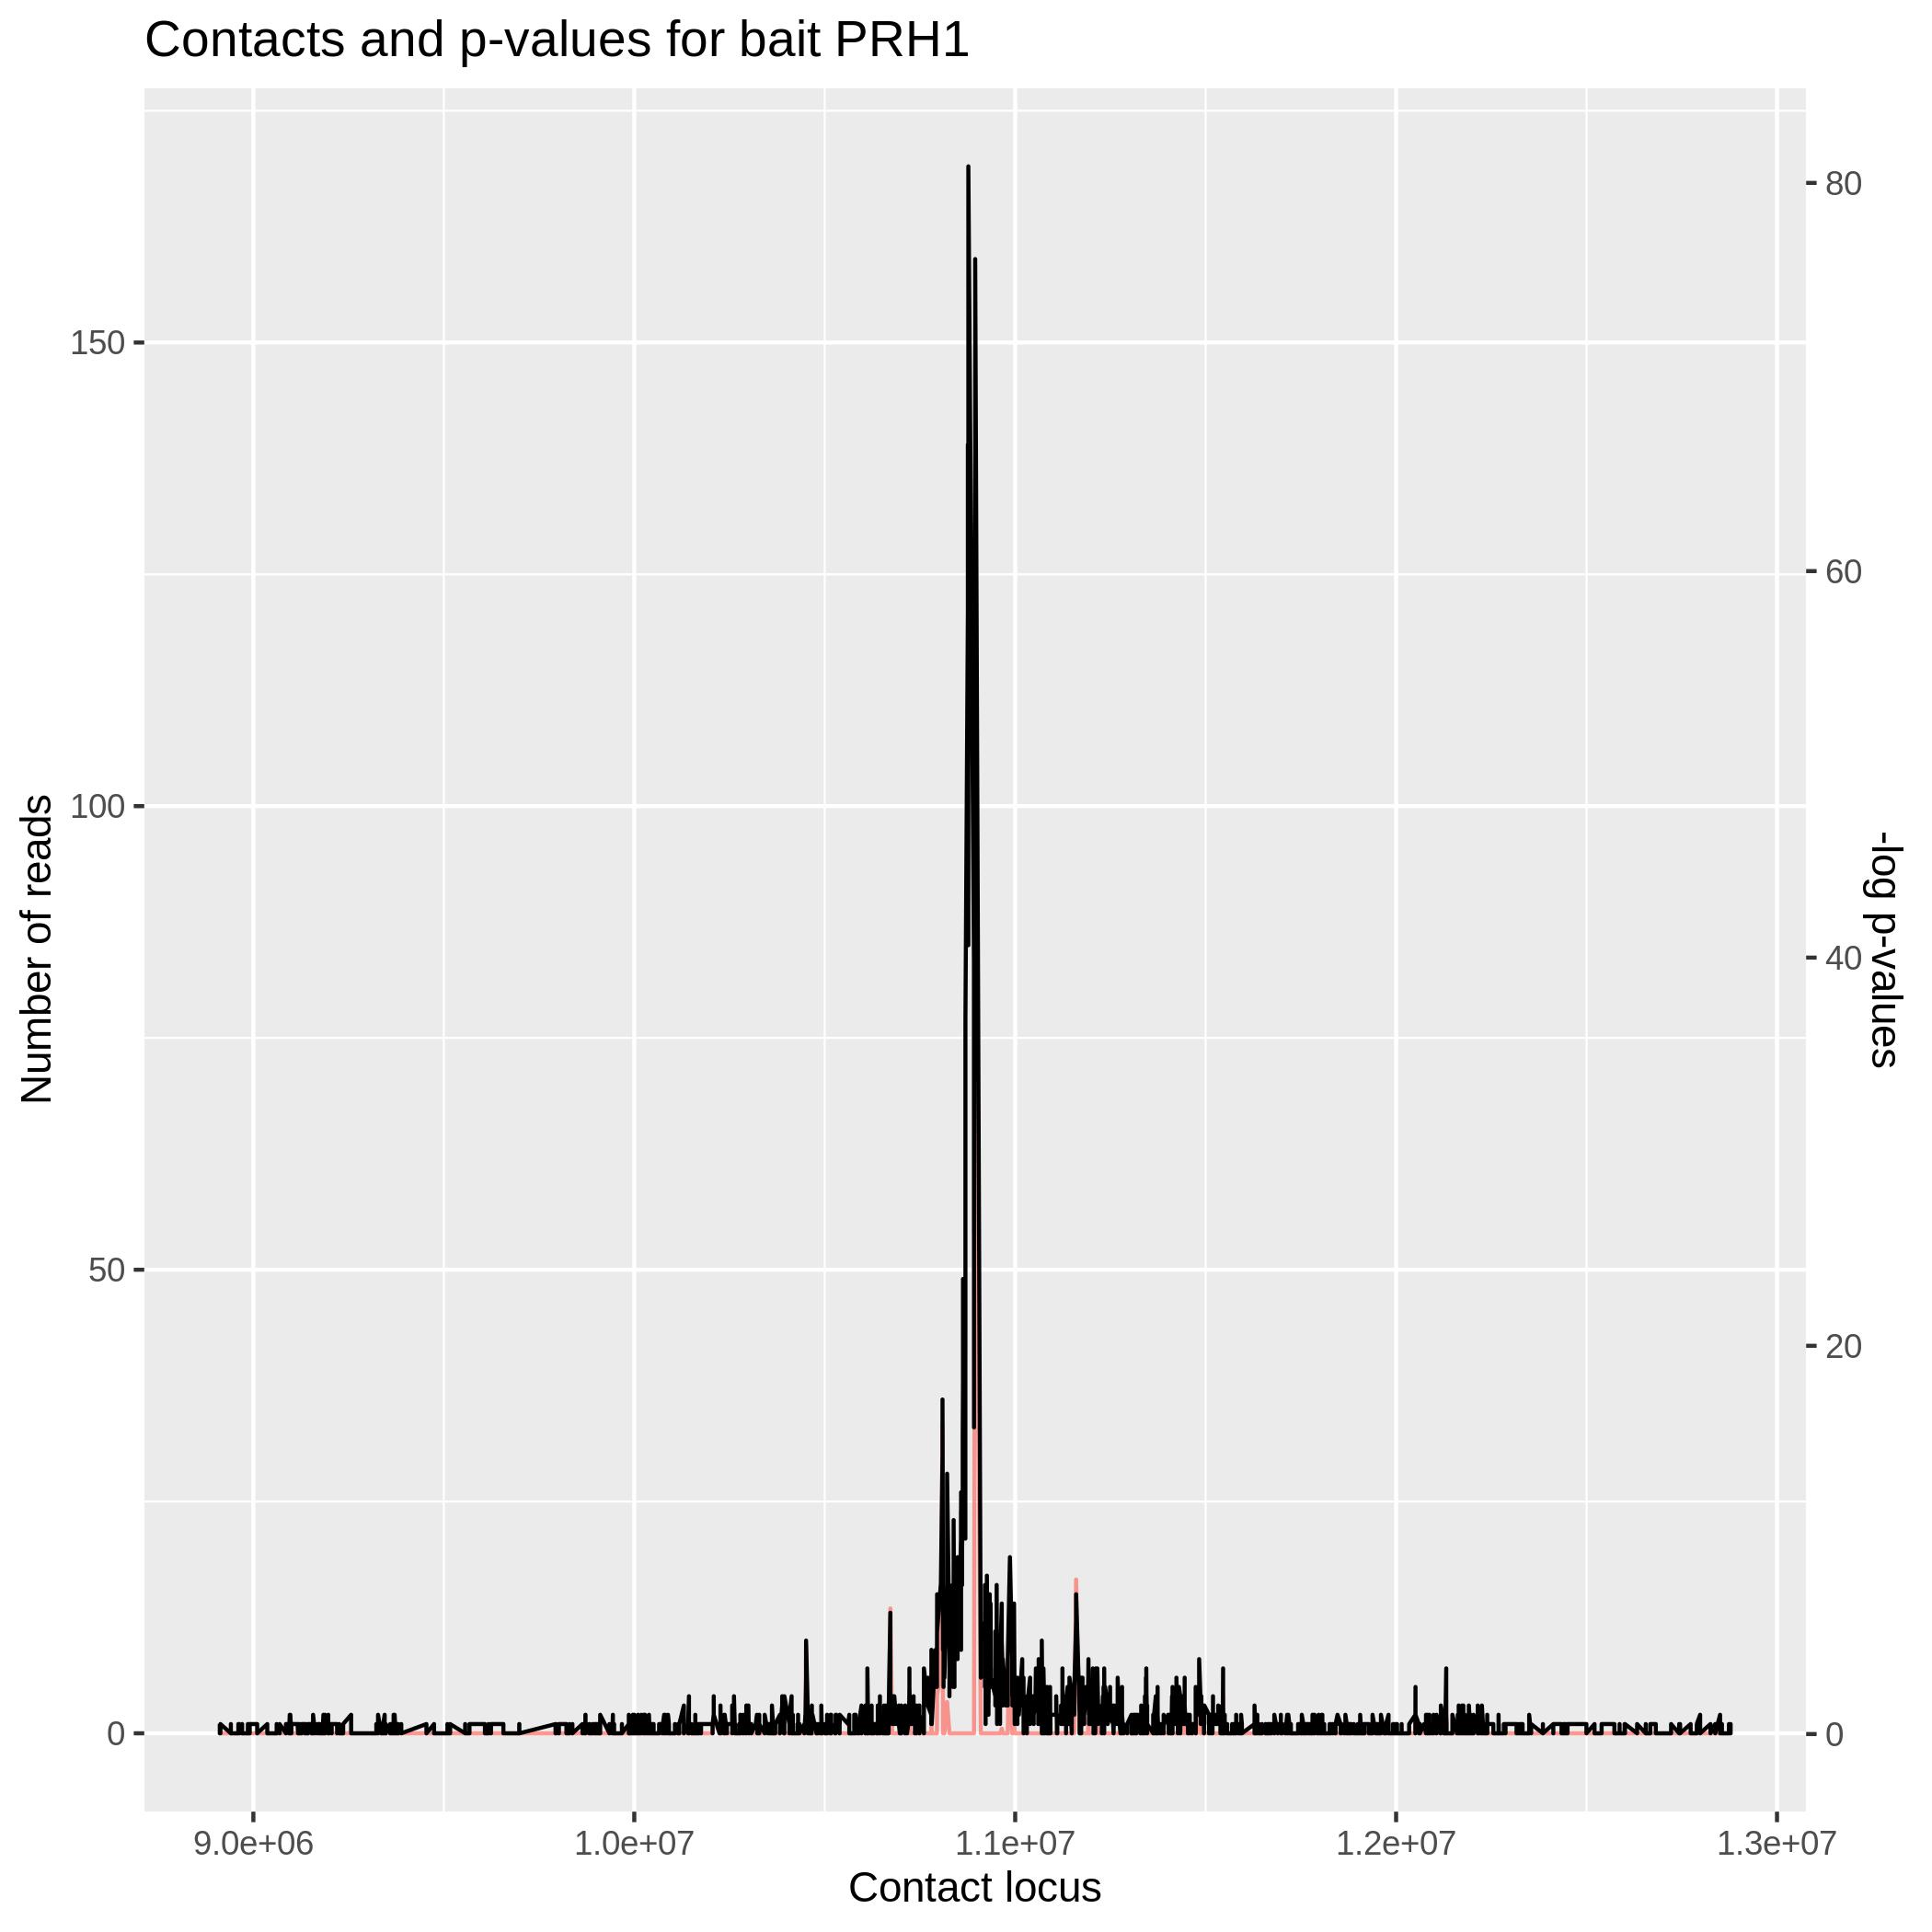 Contacts and p-values for bait PRH1
150
100
50
0
Number of reads
80
60
40
20
0
-log p-values
9.0e+06 1.0e+07 1.1e+07 1.2e+07 1.3e+07
Contact locus